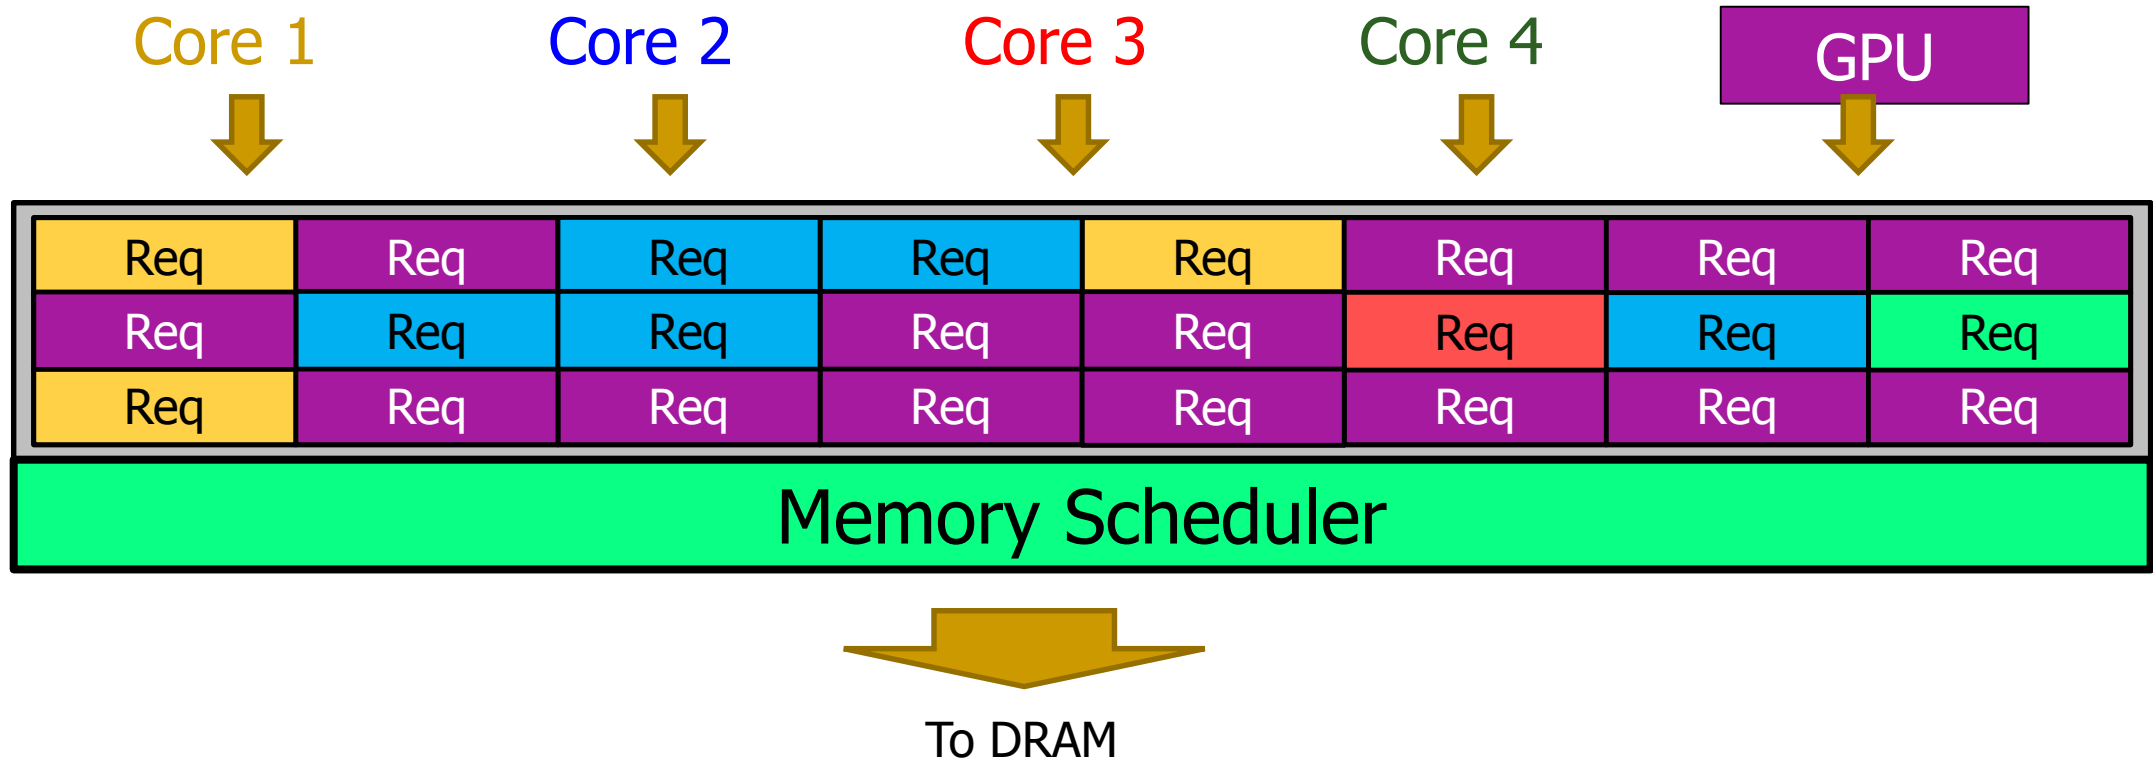 Core 1 Core 2 Core 3 Core 4 GPU
Req Req Req Req Req Req Req Req
Req Req Req Req Req Req Req Req
Req Req Req Req Req Req Req Req
Memory Scheduler
To DRAM